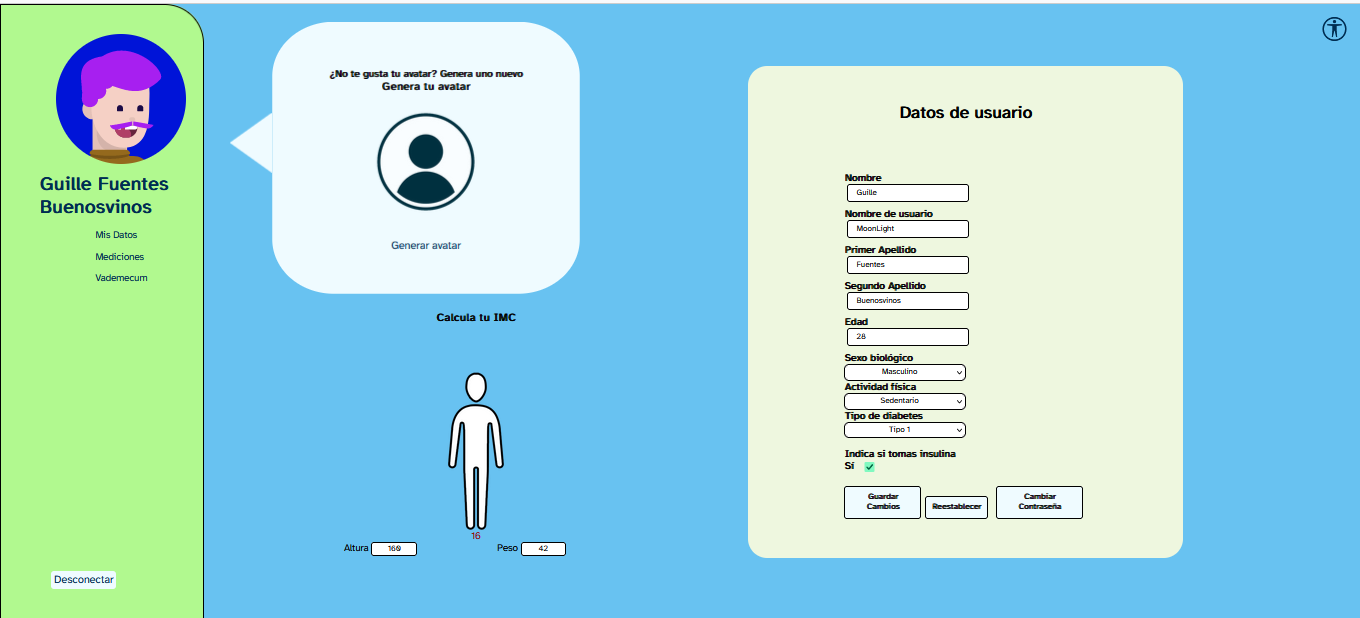 Guille Fuentes
Buenosvinos
Mis Datos
Mediciones
Vademecum
Desconectar
¿No te gusta tu avatar? Genera uno nuevo
Genera tu avatar
Generar avatar
Calcula tu IMC
16
Altura 160
Peso 42
Datos de usuario
Nombre
Guille
Nombre de usuario
MoonLight
Primer Apellido
Fuentes
Segundo Apellido
Buenosvinos
Edad
28
Sexo biológico
Masculino
Actividad física
Sedentario
Tipo de diabetes
Tipo 1
Indica si tomas insulina
Sí
Guardar
Cambios
Reestablecer
Cambiar
Contraseña